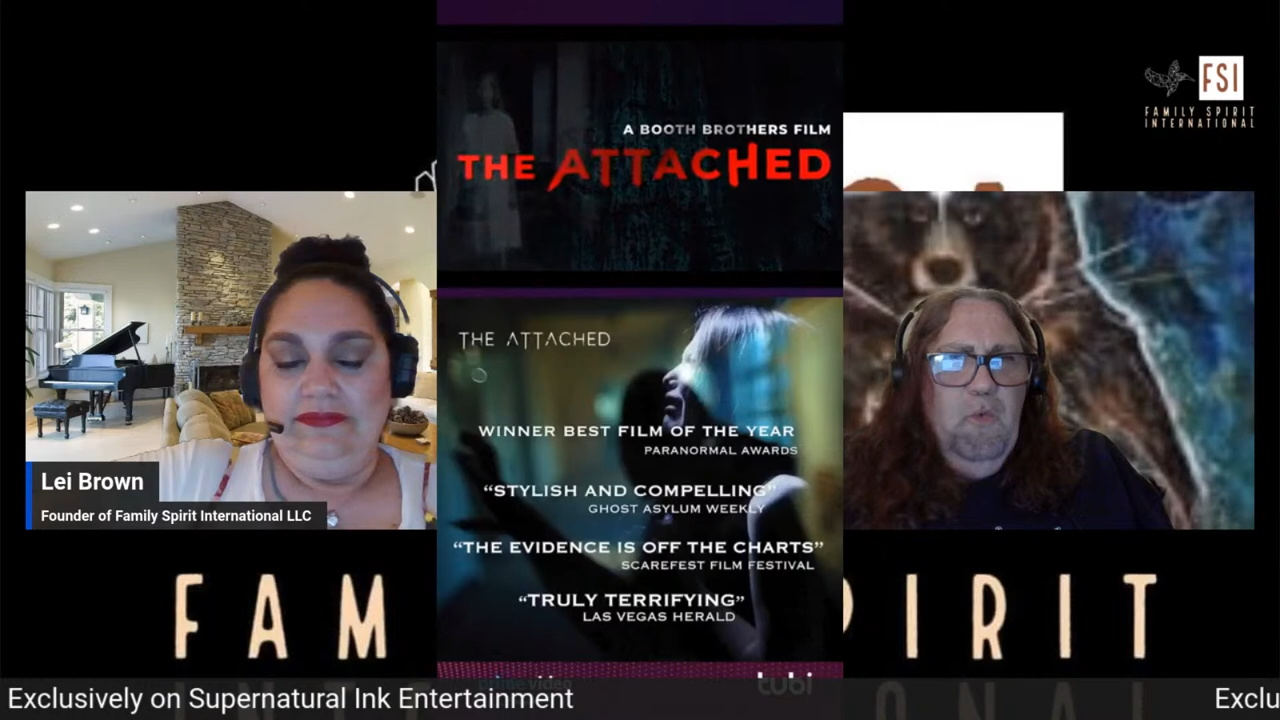 A BOOTH BROTHERS FILM
THE ATTACHED
FSI
FAMILY SPIRIT
INTERNATIONAL
THE ATTACHED
WINNER BEST FILM OF THE YEAR
PARANORMAL AWARDS
“STYLISH AND COMPELLING”
GHOST ASYLUM WEEKLY
“THE EVIDENCE IS OFF THE CHARTS”
SCAREFEST FILM FESTIVAL
“TRULY TERRIFYING”
LAS VEGAS HERALD
Lei Brown
Founder of Family Spirit International LLC
FAM PIRIT
tubi
Exclusively on Supernatural Ink Entertainment Exclu